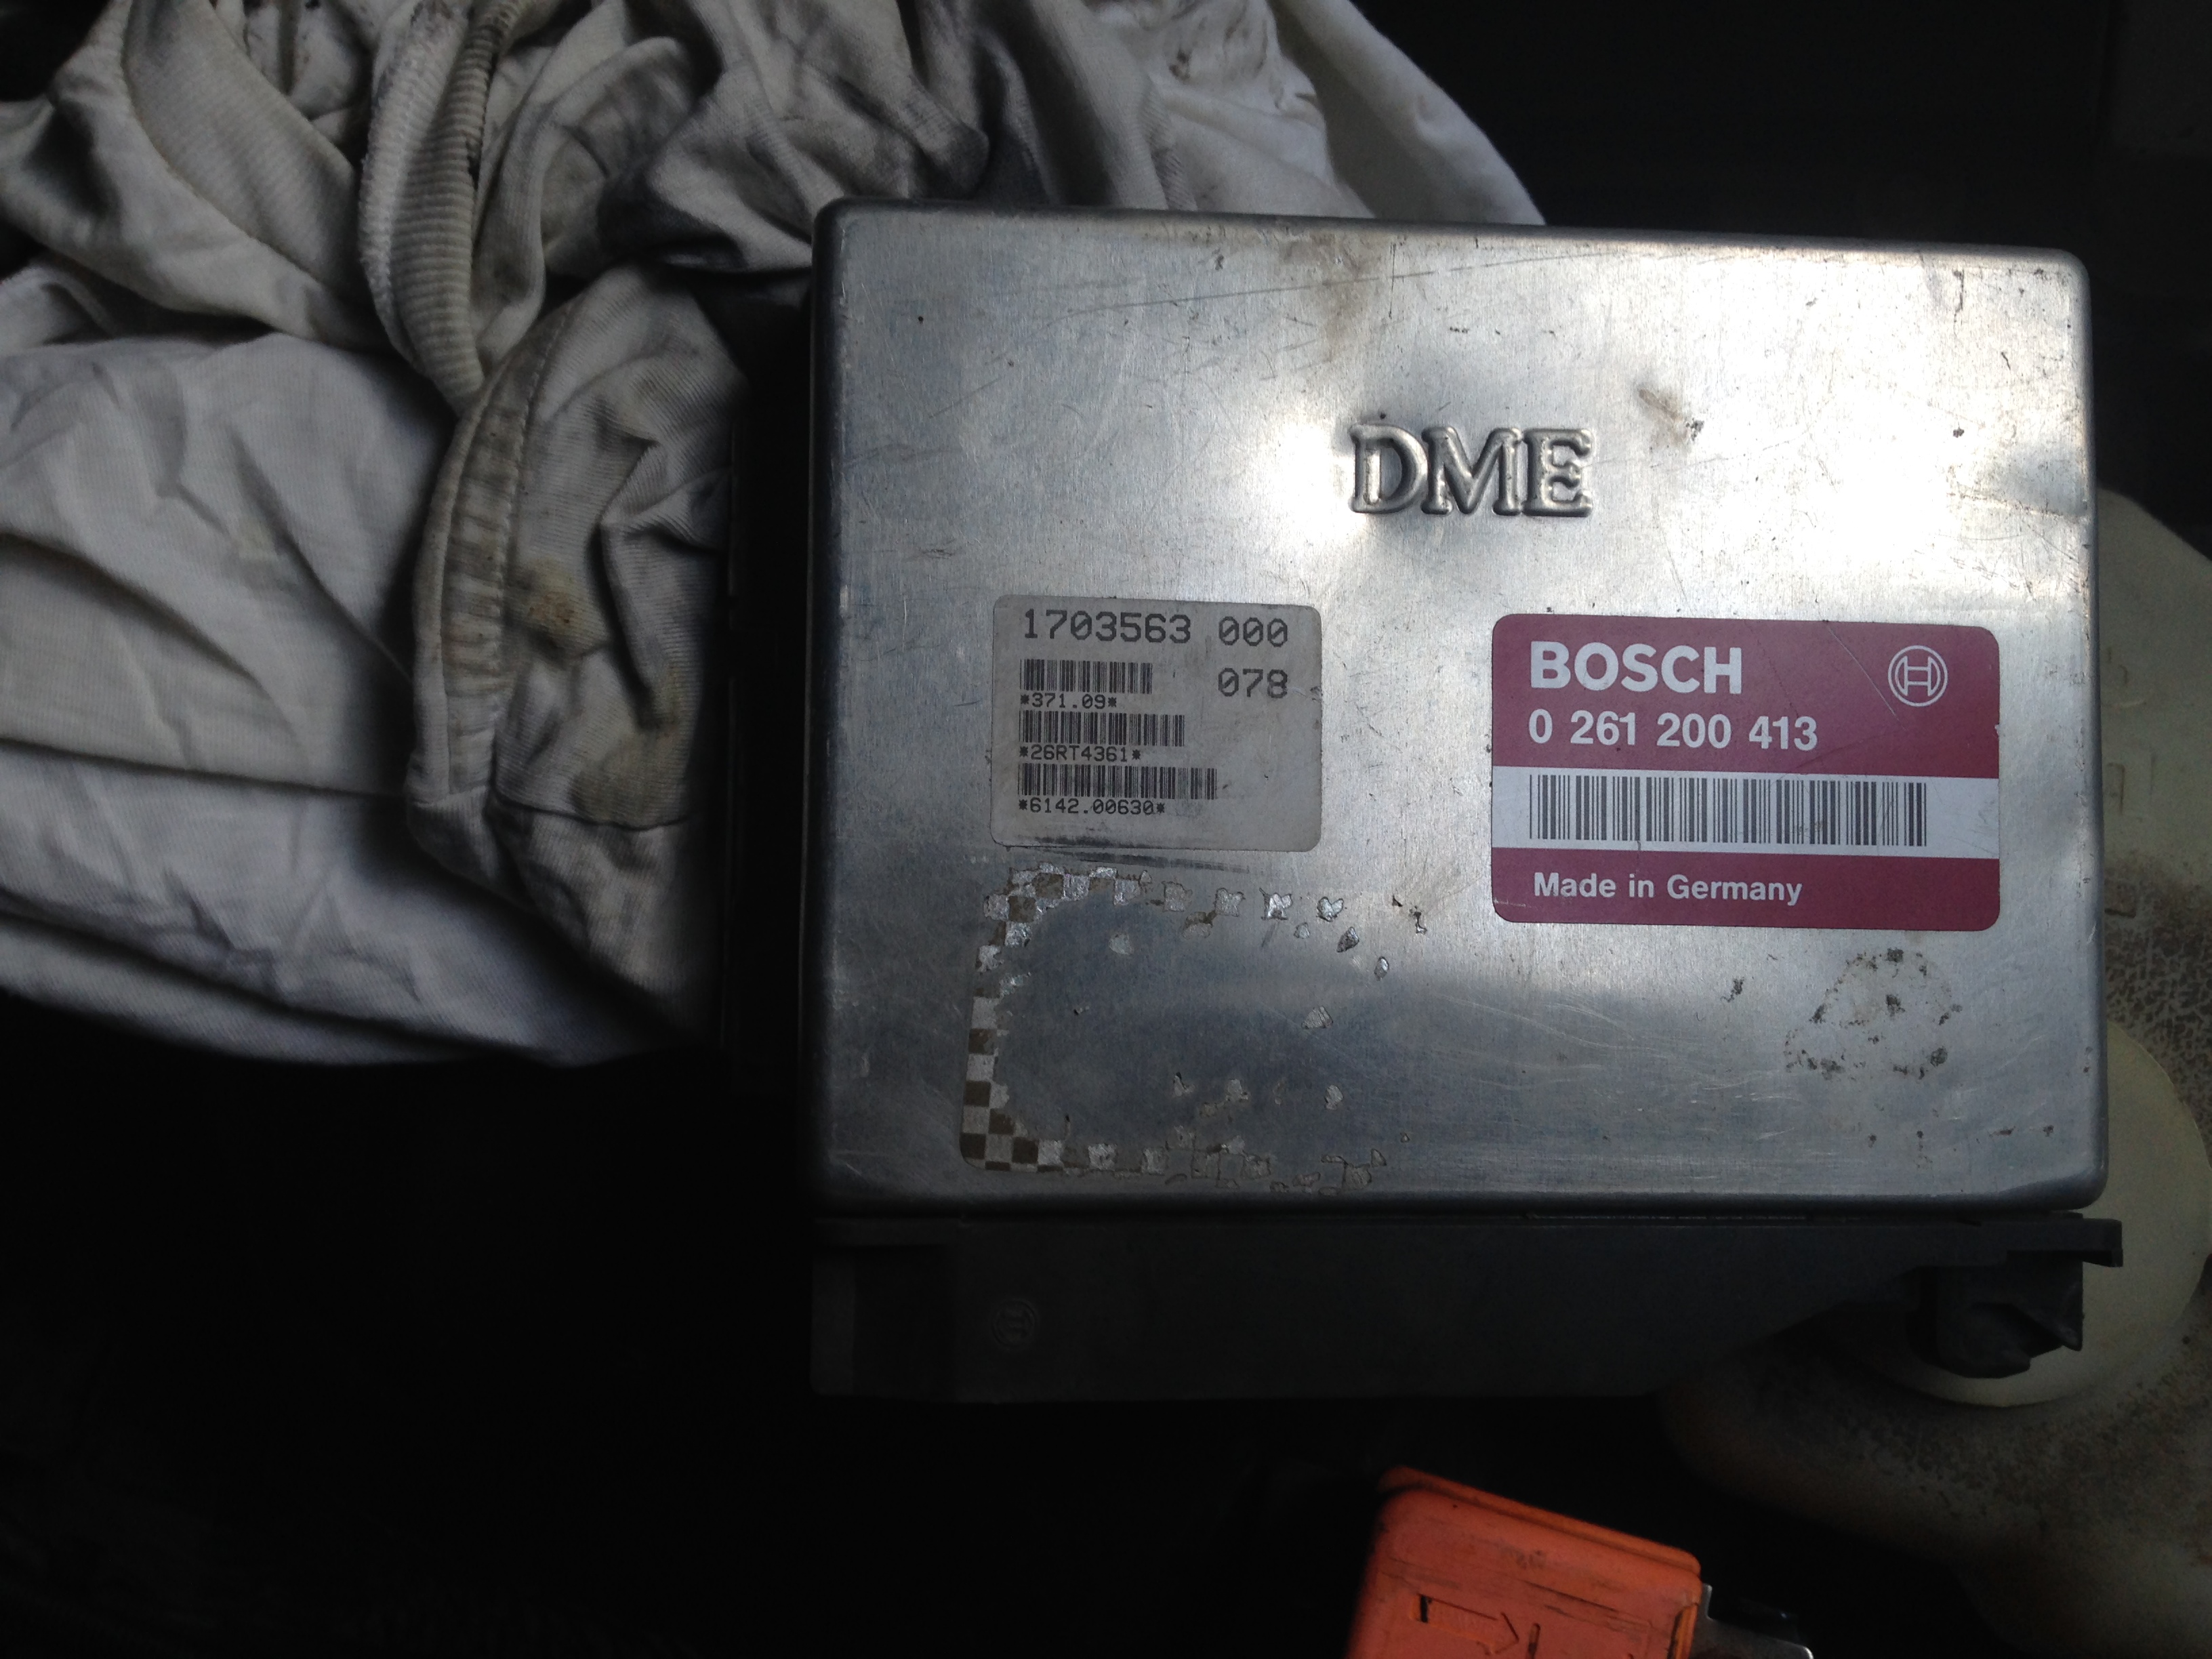 DME
1703563 000
078
*371.09*
*26RT4361*
*6142.00630*
BOSCH
0 261 200 413
Made in Germany